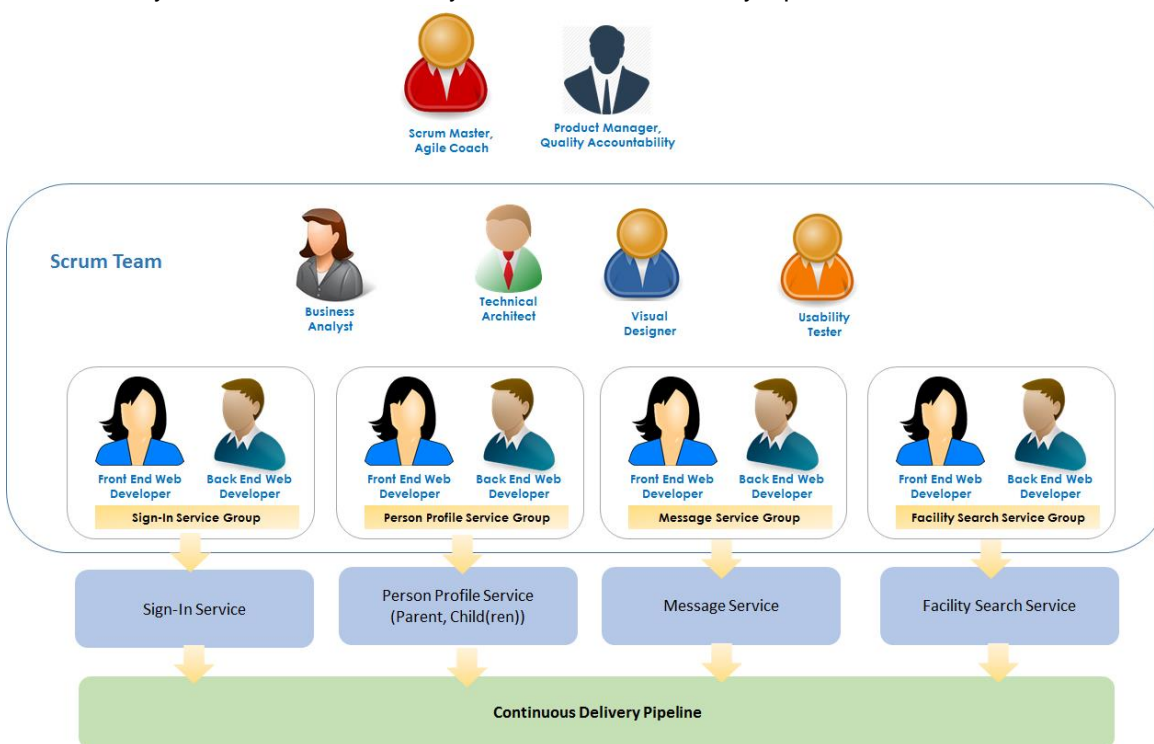 Scrum Master,
Agile Coach
Product Manager,
Quality Accountability
Scrum Team
Business
Analyst
Technical
Architect
Visual
Designer
Usability
Tester
Front End Web
Developer
Back End Web
Developer
Sign-In Service Group
Front End Web
Developer
Back End Web
Developer
Person Profile Service Group
Front End Web
Developer
Back End Web
Developer
Message Service Group
Front End Web
Developer
Back End Web
Developer
Facility Search Service Group
Sign-In Service
Person Profile Service
(Parent, Child(ren))
Message Service
Facility Search Service
Continuous Delivery Pipeline